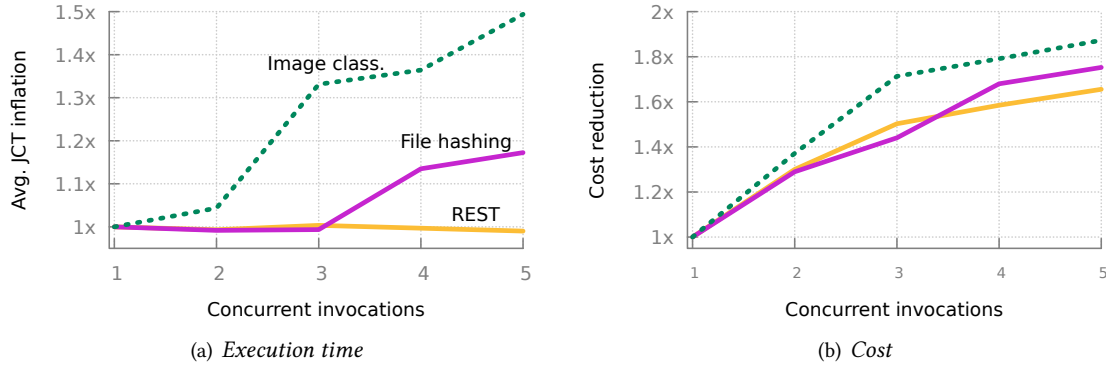 1.5x
1.4x
1.3x
1.2x
1.1x
1x
Avg. JCT inflation
Image class.
File hashing
REST
1 2 3 4 5
Concurrent invocations
(a) Execution time
2x
1.8x
1.6x
1.4x
1.2x
1x
Cost reduction
1 2 3 4 5
Concurrent invocations
(b) Cost